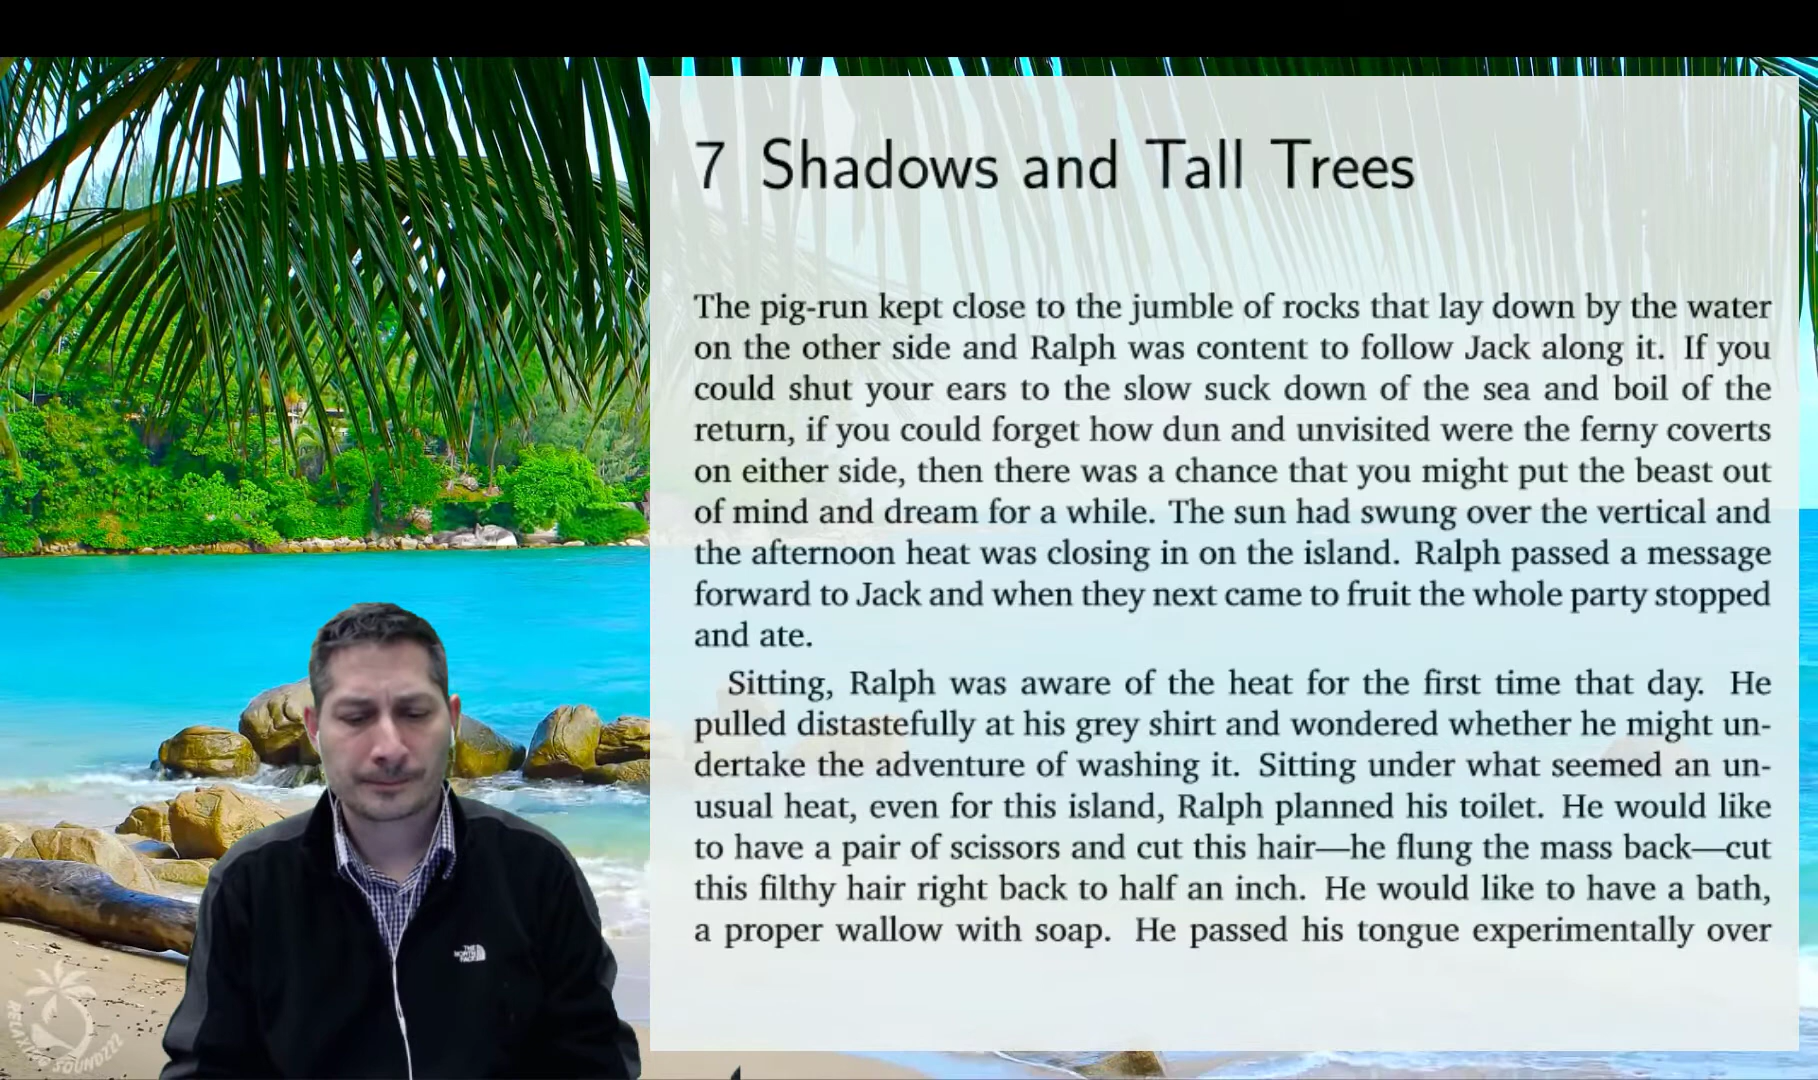 7 Shadows and Tall Trees
The pig-run kept close to the jumble of rocks that lay down by the water
on the other side and Ralph was content to follow Jack along it. If you
could shut your ears to the slow suck down of the sea and boil of the
return, if you could forget how dun and unvisited were the ferny coverts
on either side, then there was a chance that you might put the beast out
of mind and dream for a while. The sun had swung over the vertical and
the afternoon heat was closing in on the island. Ralph passed a message
forward to Jack and when they next came to fruit the whole party stopped
and ate.
Sitting, Ralph was aware of the heat for the first time that day. He
pulled distastefully at his grey shirt and wondered whether he might un-
dertake the adventure of washing it. Sitting under what seemed an un-
usual heat, even for this island, Ralph planned his toilet. He would like
to have a pair of scissors and cut this hair—he flung the mass back—cut
this filthy hair right back to half an inch. He would like to have a bath,
a proper wallow with soap. He passed his tongue experimentally over
THE
NORTH
FACE
RELAXING SOUNDZZZ